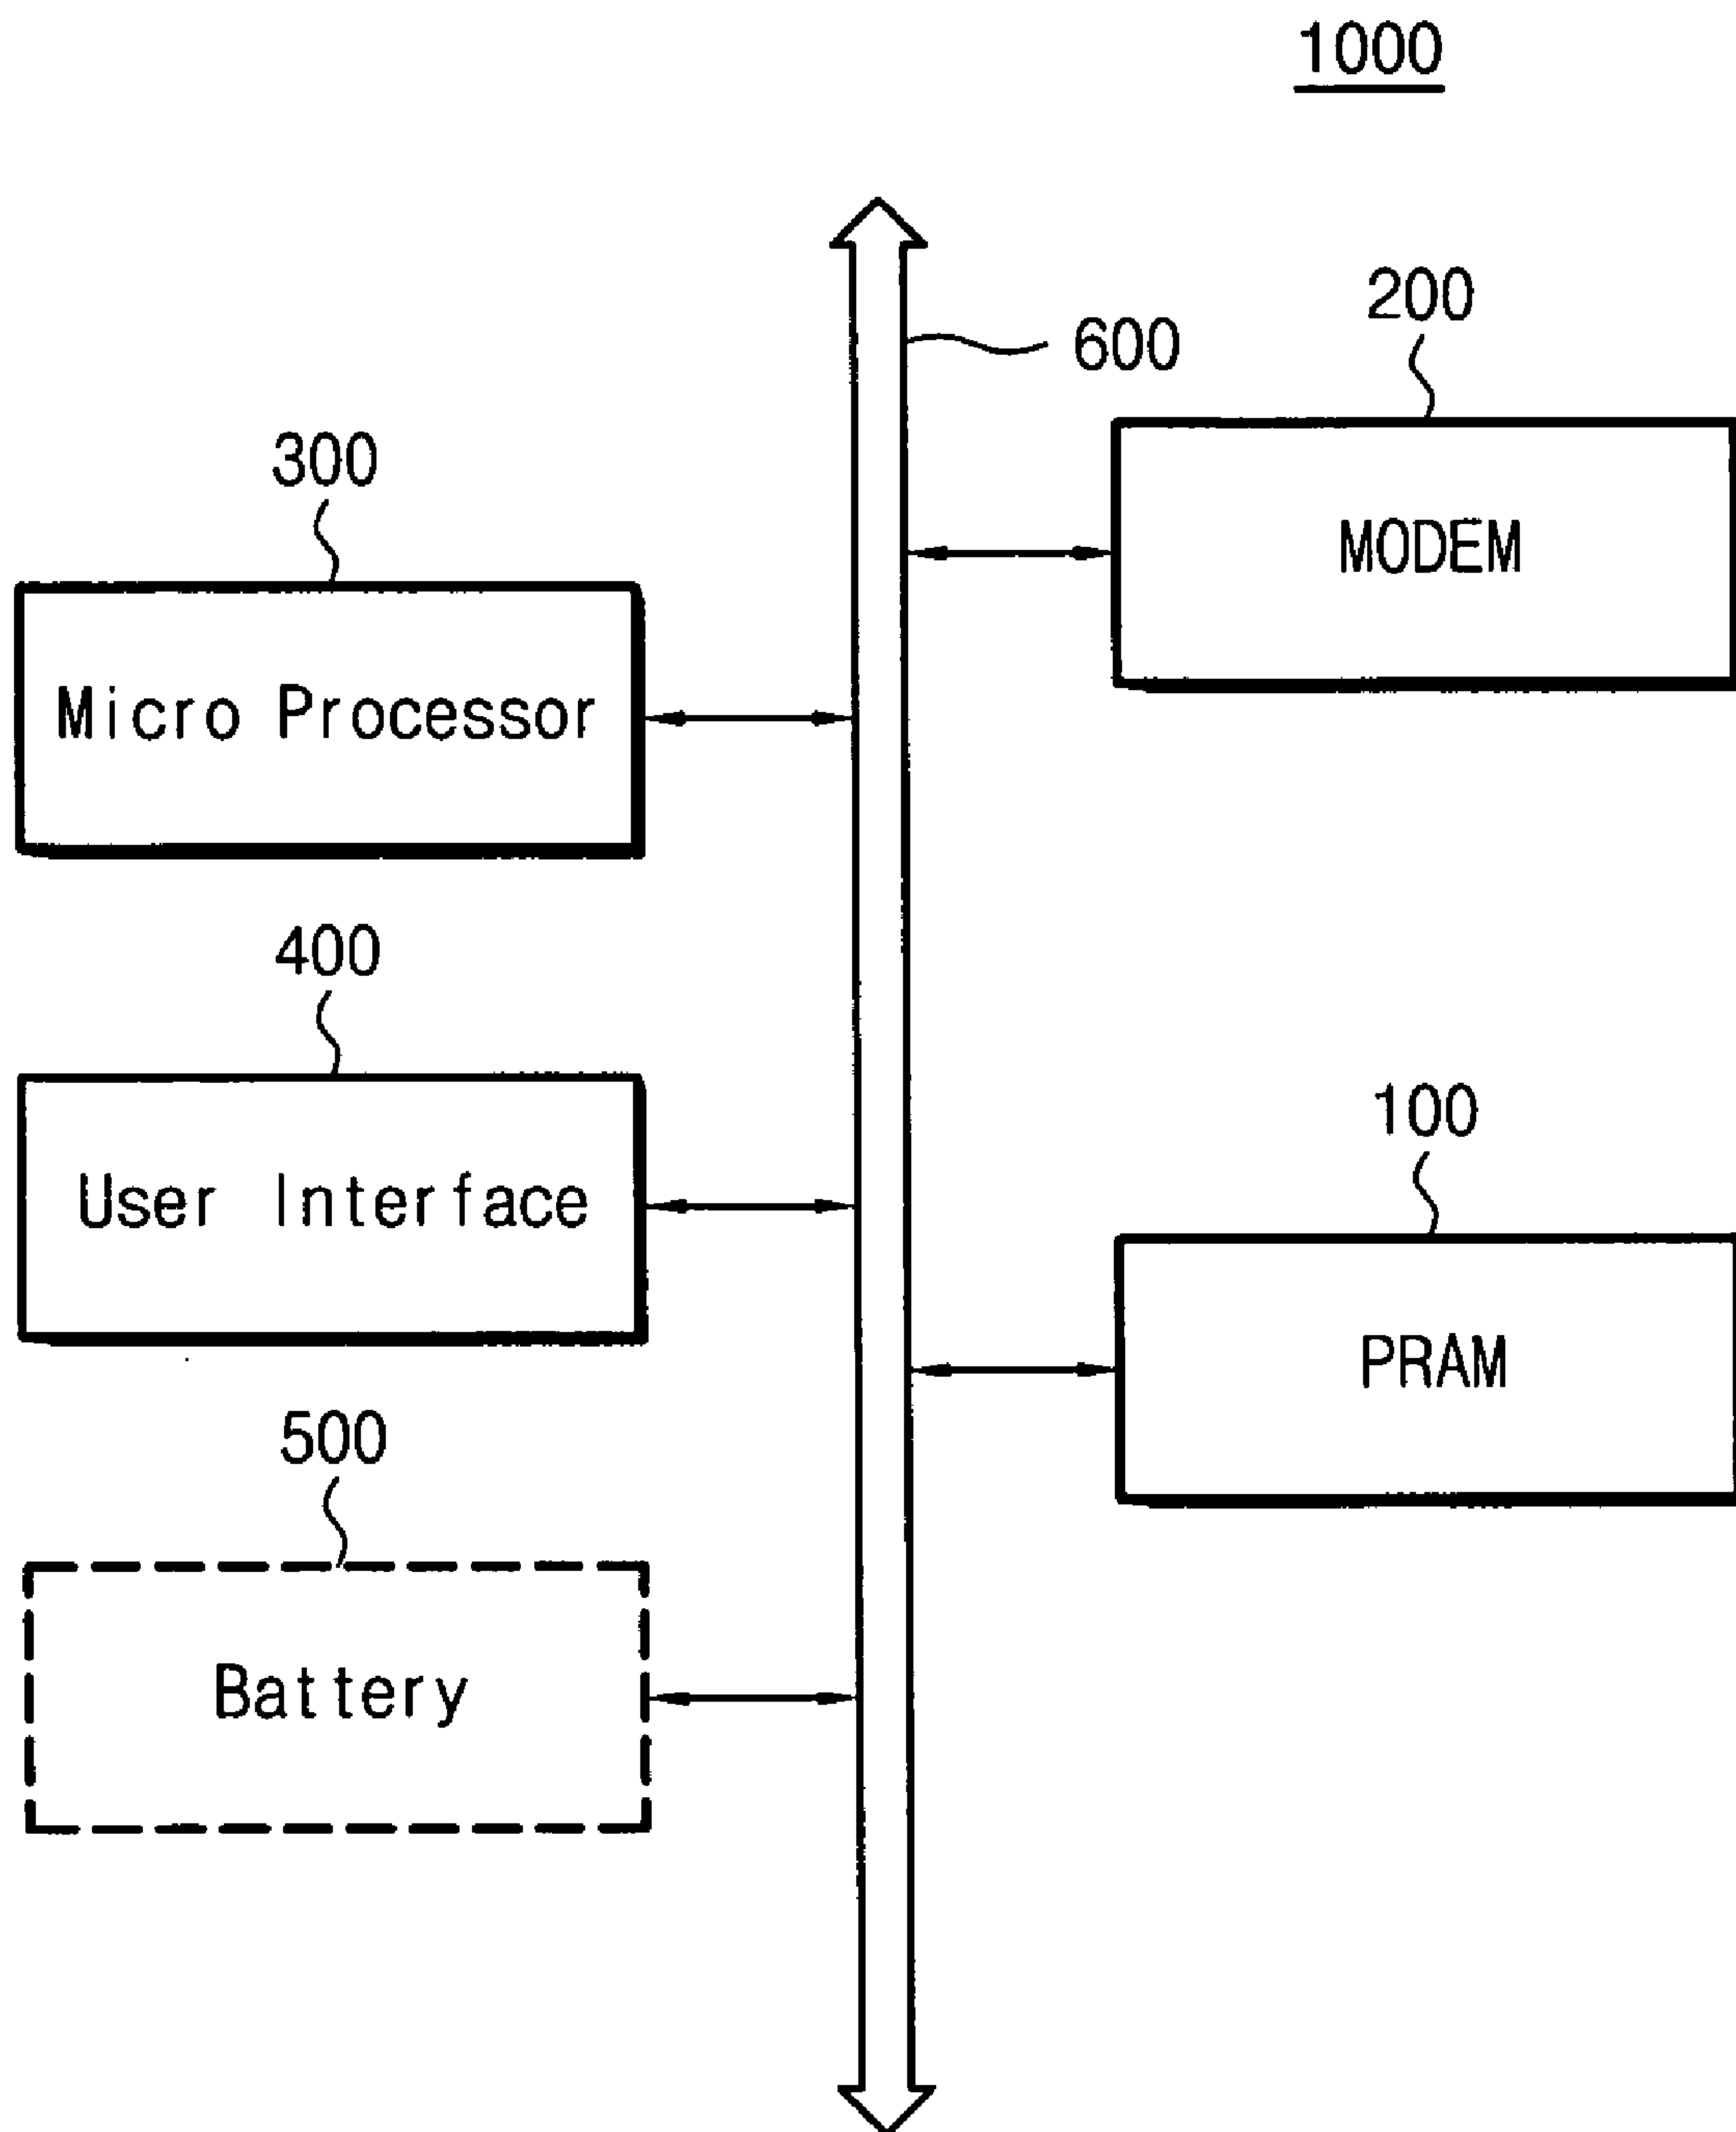 1000
200
600
300
MODEM
Micro Processor
400
100
User Interface
PRAM
500
Battery